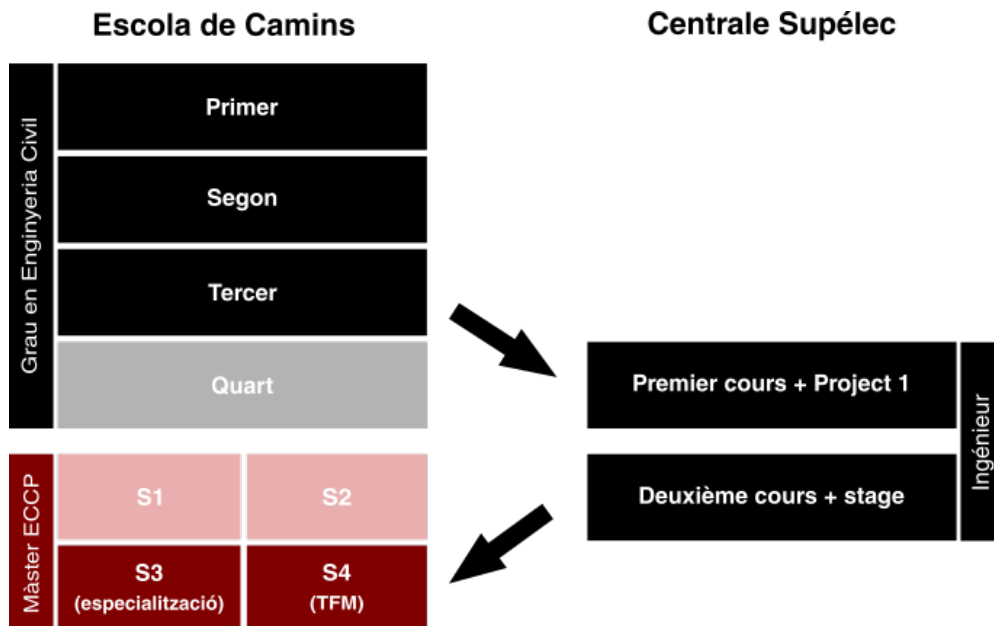 Escola de Camins
Centrale Supélec
Grau en Enginyeria Civil
Primer
Segon
Tercer
Quart
Premier cours + Project 1
Deuxième cours + stage
Ingénieur
Màster ECCP
S1
S2
S3
(especialització)
S4
(TFM)